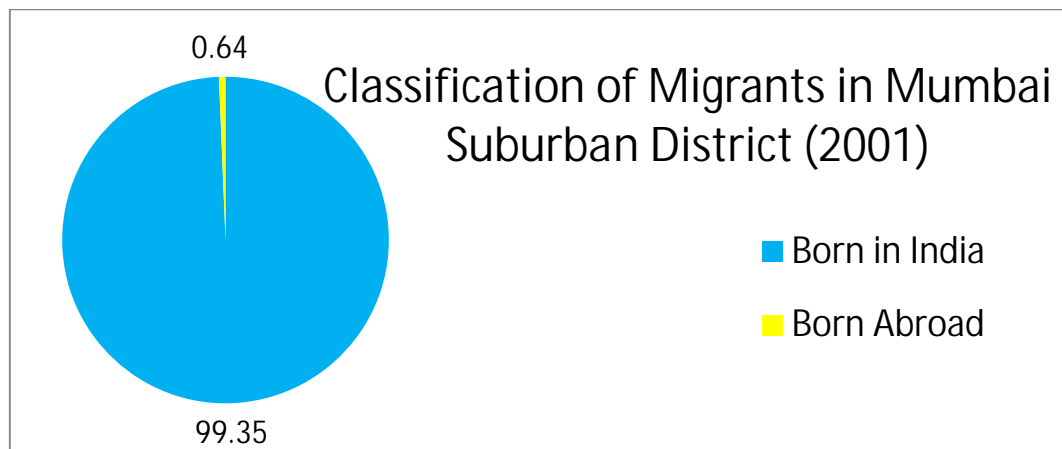 0.64
Classification of Migrants in Mumbai
Suburban District (2001)
Born in India
Born Abroad
99.35